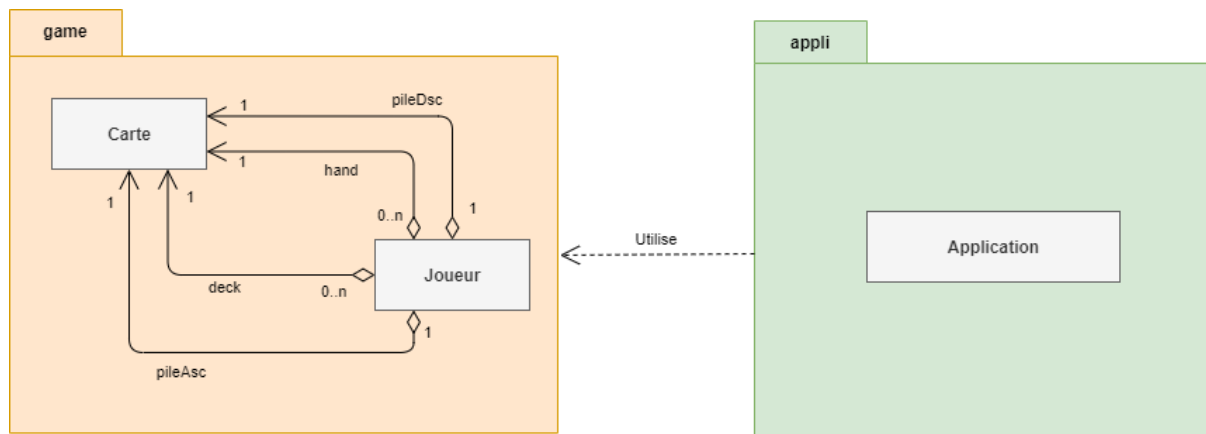 game
appli
pileDsc
1
Carte
1
hand
1
1
0..n
1
Utilise
Joueur
Application
deck
0..n
1
pileAsc